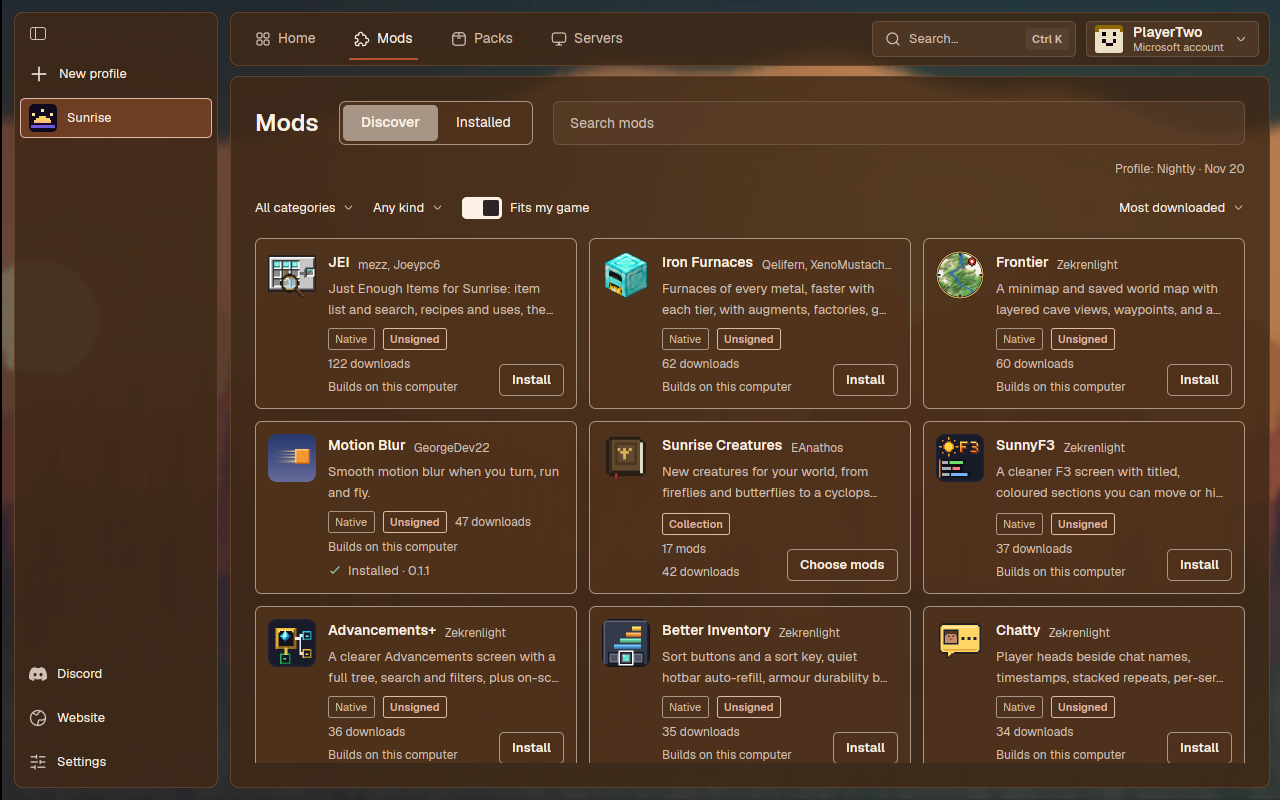 New profile
Sunrise
Discord
Website
Settings
Home
Mods
Packs
Servers
Search...
Ctrl K
PlayerTwo
Microsoft account
Mods
Discover
Installed
Search mods
Profile: Nightly · Nov 20
All categories
Any kind
Fits my game
Most downloaded
JEI mezz, Joeypc6
Just Enough Items for Sunrise: item
list and search, recipes and uses, the...
Native Unsigned
122 downloads
Builds on this computer
Install
Iron Furnaces Qelifern, XenoMustach...
Furnaces of every metal, faster with
each tier, with augments, factories, g...
Native Unsigned
62 downloads
Builds on this computer
Install
Frontier Zekrenlight
A minimap and saved world map with
layered cave views, waypoints, and a...
Native Unsigned
60 downloads
Builds on this computer
Install
Motion Blur GeorgeDev22
Smooth motion blur when you turn, run
and fly.
Native Unsigned 47 downloads
Builds on this computer
Installed · 0.1.1
Sunrise Creatures EAnathos
New creatures for your world, from
fireflies and butterflies to a cyclops...
Collection
17 mods
42 downloads
Choose mods
F3
SunnyF3 Zekrenlight
A cleaner F3 screen with titled,
coloured sections you can move or hi...
Native Unsigned
37 downloads
Builds on this computer
Install
Advancements+ Zekrenlight
A clearer Advancements screen with a
full tree, search and filters, plus on-sc...
Native Unsigned
36 downloads
Builds on this computer
Install
Better Inventory Zekrenlight
Sort buttons and a sort key, quiet
hotbar auto-refill, armour durability b...
Native Unsigned
35 downloads
Builds on this computer
Install
Chatty Zekrenlight
Player heads beside chat names,
timestamps, stacked repeats, per-ser...
Native Unsigned
34 downloads
Builds on this computer
Install